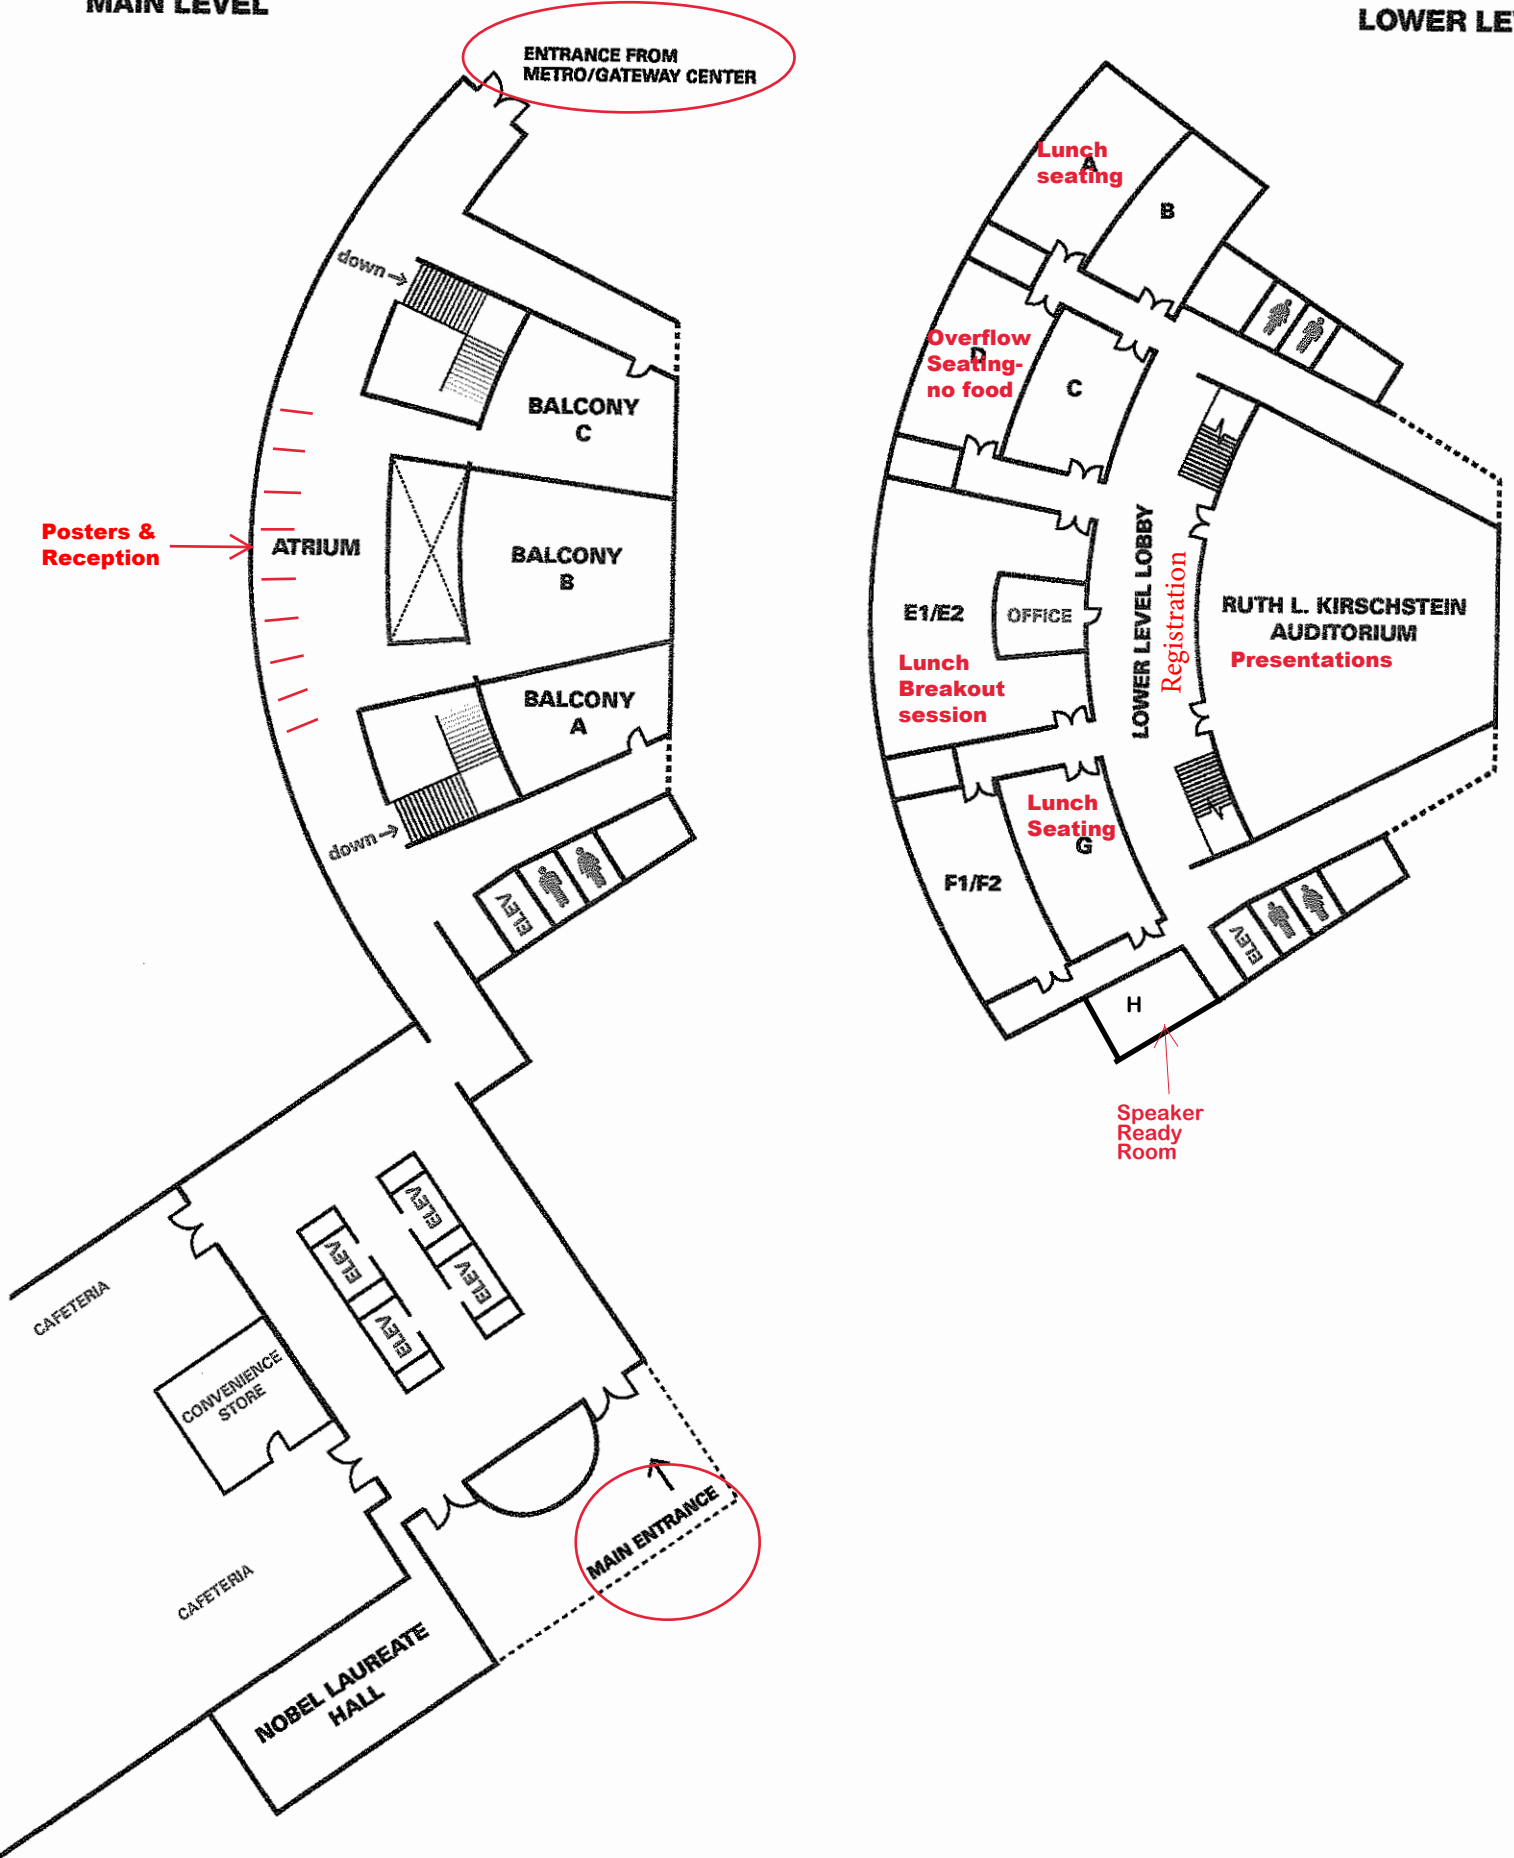 MAIN LEVEL
ENTRANCE FROM
METRO/GATEWAY CENTER
down
BALCONY
C
Posters &
Reception
ATRIUM
BALCONY
B
BALCONY
A
down
ELEV
ELEV
ELEV
ELEV
ELEV
CAFETERIA
CONVENIENCE
STORE
MAIN ENTRANCE
CAFETERIA
NOBEL LAUREATE
HALL
LOWER LE
Lunch
A
seating
B
Overflow
D
Seating-
no food
C
LOWER LEVEL LOBBY
Registration
E1/E2
OFFICE
RUTH L. KIRSCHSTEIN
AUDITORIUM
Presentations
Lunch
Breakout
session
Lunch
Seating
G
F1/F2
ELEV
H
Speaker
Ready
Room